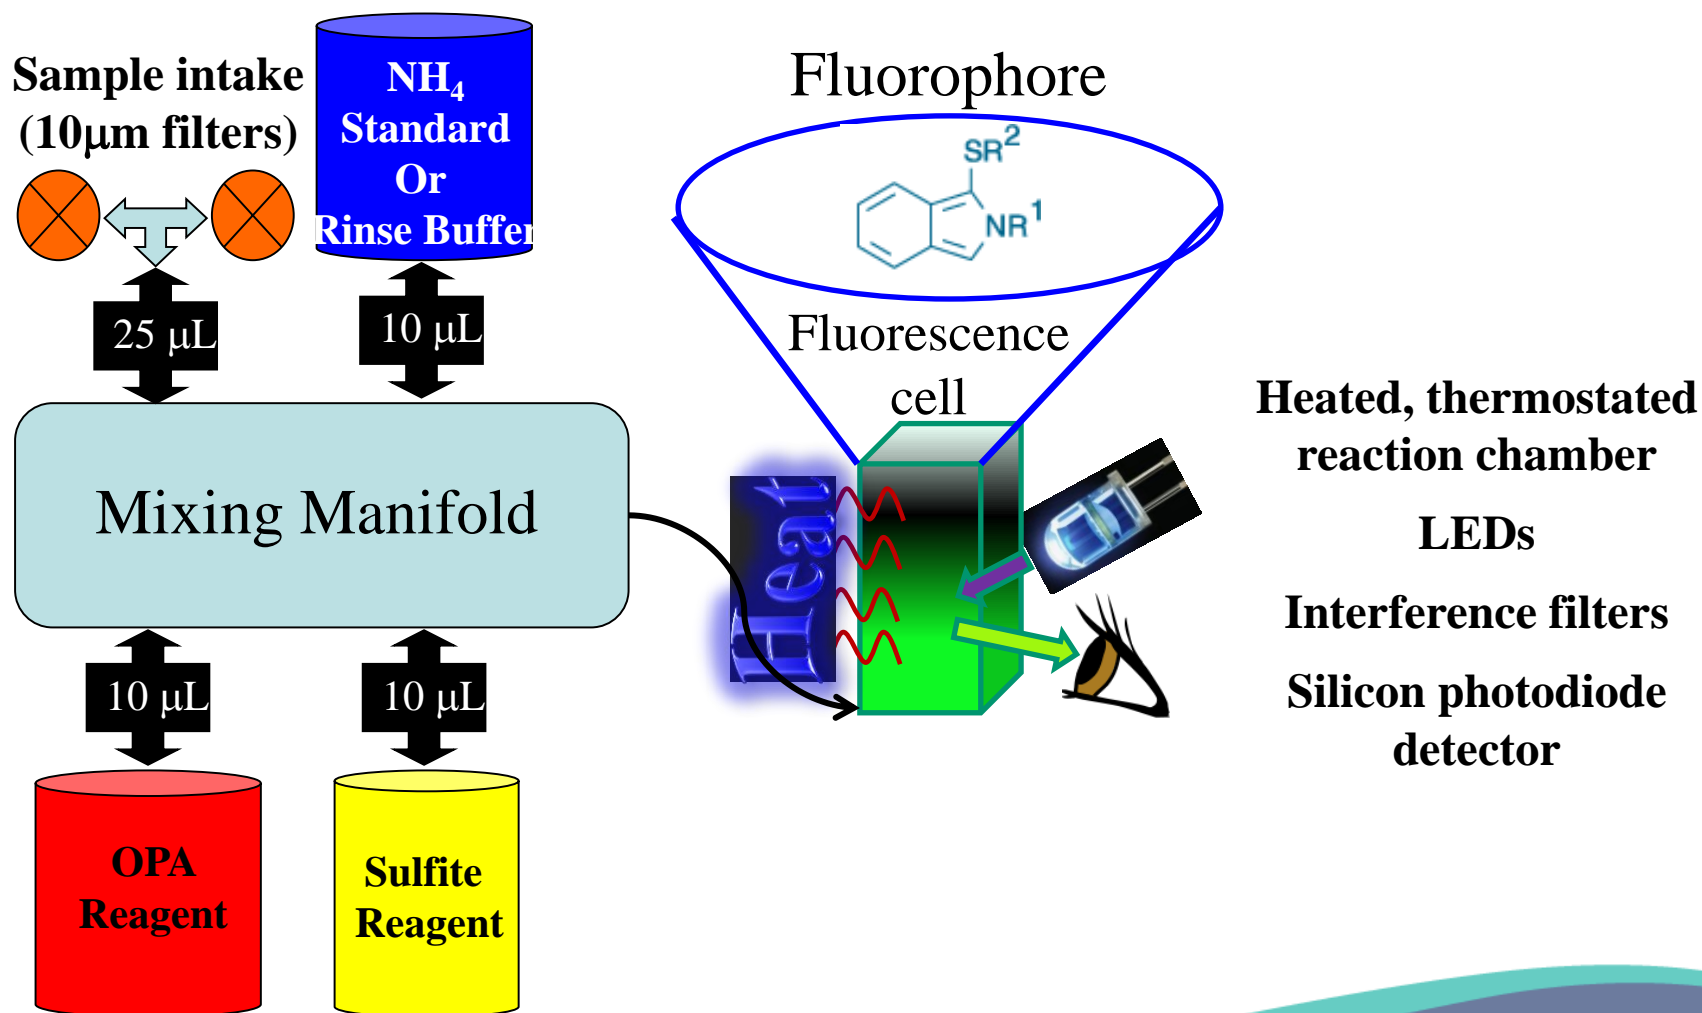 Sample intake
(10μm filters)
NH₄
Standard
Or
Rinse Buffer
25 μL
10 μL
Mixing Manifold
10 μL
10 μL
OPA
Reagent
Sulfite
Reagent
Fluorophore
SR²
NR¹
Fluorescence
cell
Heat
Heated, thermostated
reaction chamber
LEDs
Interference filters
Silicon photodiode
detector